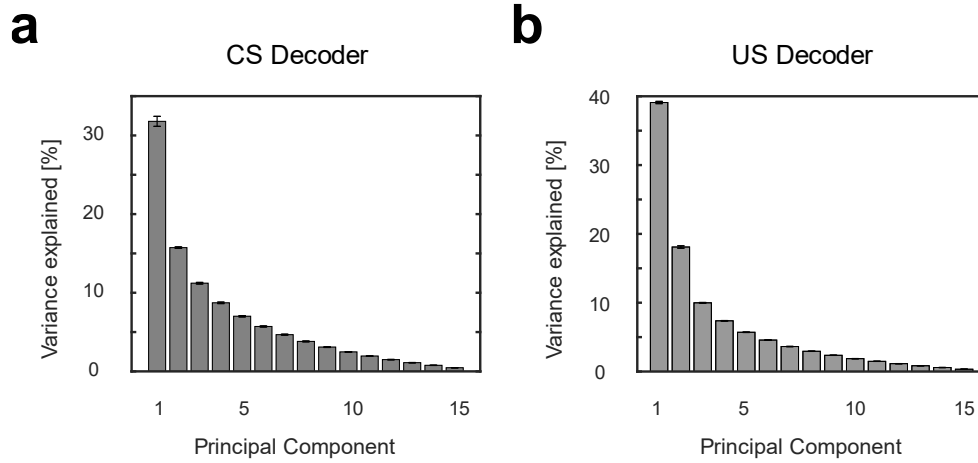 a
CS Decoder
Variance explained [%]
30
20
10
0
1 5 10 15
Principal Component
b
US Decoder
Variance explained [%]
40
30
20
10
0
1 5 10 15
Principal Component